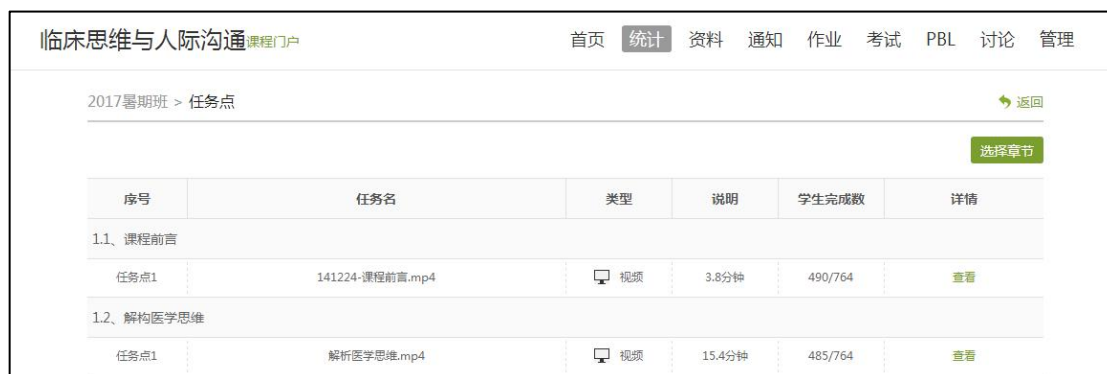 临床思维与人际沟通课程门户 首页 统计 资料 通知 作业 考试 PBL 讨论 管理
2017暑期班 > 任务点 返回
选择章节
序号 任务名 类型 说明 学生完成数 详情
1.1、课程前言
任务点1 141224-课程前言.mp4 视频 3.8分钟 490/764 查看
1.2、解构医学思维
任务点1 解析医学思维.mp4 视频 15.4分钟 485/764 查看